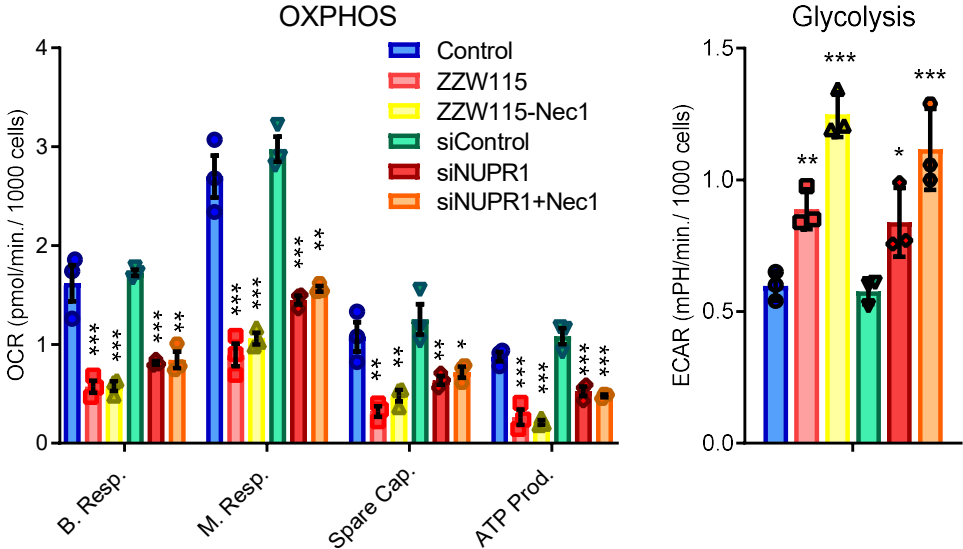 OXPHOS
Glycolysis
OCR (pmol/min./ 1000 cells)
4
3
2
1
0
Control
ZZW115
ZZW115-Nec1
siControl
siNUPR1
siNUPR1+Nec1
***
***
***
**
***
***
***
**
**
**
**
*
***
***
***
***
B. Resp.
M. Resp.
Spare Cap.
ATP Prod.
ECAR (mPH/min./ 1000 cells)
1.5
1.0
0.5
0.0
**
***
*
***